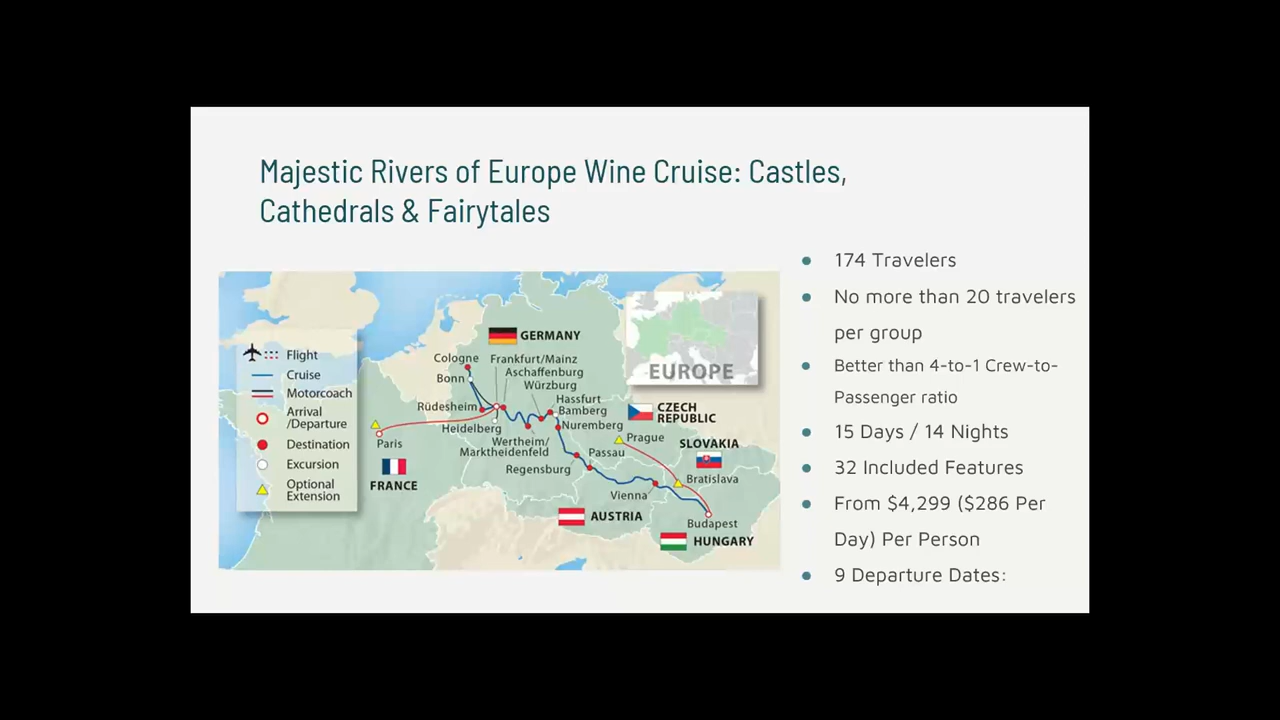 Majestic Rivers of Europe Wine Cruise: Castles,
Cathedrals & Fairytales
Flight
Cruise
Motorcoach
Arrival
/Departure
Destination
Excursion
Optional
Extension
GERMANY
Cologne
Frankfurt/Mainz
Bonn
Aschaffenburg
Würzburg
Rüdesheim
Hassfurt
Bamberg
Heidelberg
Nuremberg
Wertheim/
Marktheidenfeld
Passau
Regensburg
Paris
FRANCE
EUROPE
CZECH
REPUBLIC
Prague
SLOVAKIA
Bratislava
Vienna
AUSTRIA
Budapest
HUNGARY
174 Travelers
No more than 20 travelers
per group
Better than 4-to-1 Crew-to-
Passenger ratio
15 Days / 14 Nights
32 Included Features
From $4,299 ($286 Per
Day) Per Person
9 Departure Dates: